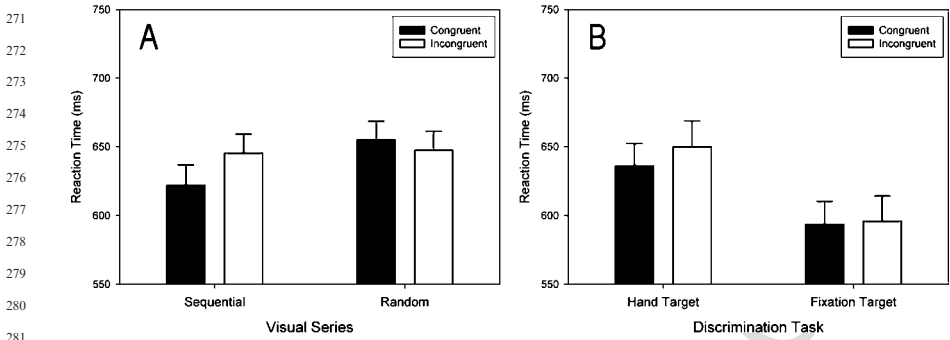 271
272
273
274
275
276
277
278
279
280
281
A
Congruent
Incongruent
750
700
650
600
550
Reaction Time (ms)
Sequential
Random
Visual Series
B
Congruent
Incongruent
750
700
650
600
550
Reaction Time (ms)
Hand Target
Fixation Target
Discrimination Task